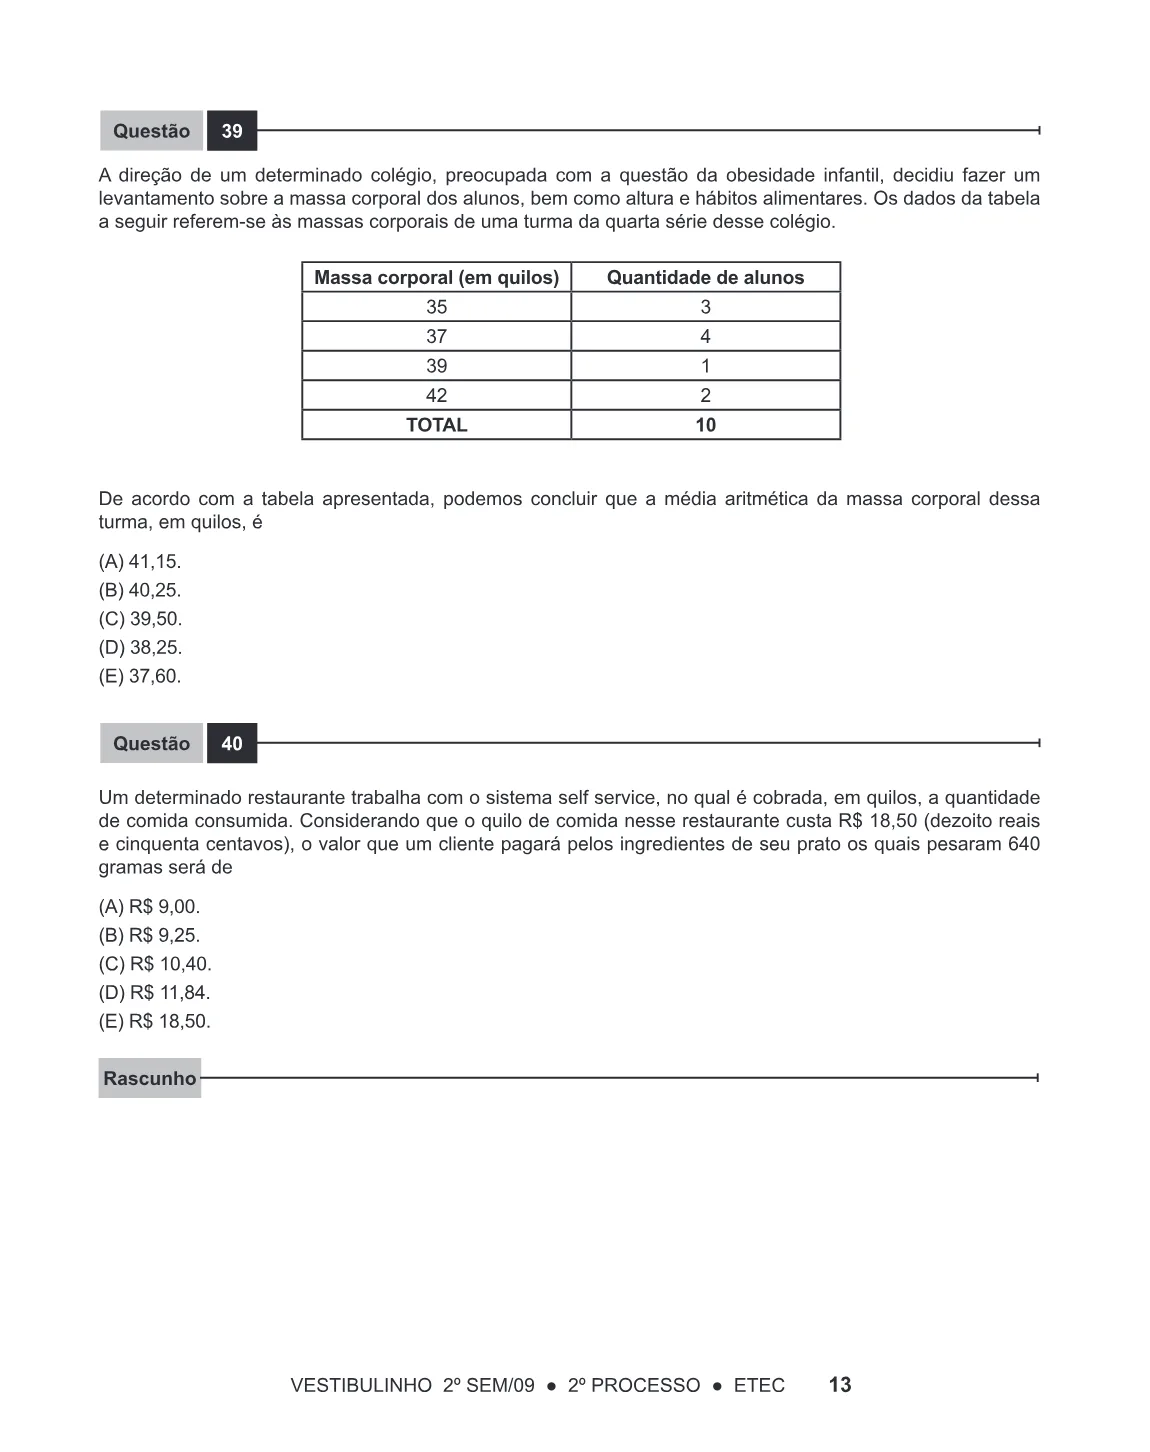 Questão 39
A direção de um determinado colégio, preocupada com a questão da obesidade infantil, decidiu fazer um
levantamento sobre a massa corporal dos alunos, bem como altura e hábitos alimentares. Os dados da tabela
a seguir referem-se às massas corporais de uma turma da quarta série desse colégio.
Massa corporal (em quilos) Quantidade de alunos
35 3
37 4
39 1
42 2
TOTAL 10
De acordo com a tabela apresentada, podemos concluir que a média aritmética da massa corporal dessa
turma, em quilos, é
(A) 41,15.
(B) 40,25.
(C) 39,50.
(D) 38,25.
(E) 37,60.
Questão 40
Um determinado restaurante trabalha com o sistema self service, no qual é cobrada, em quilos, a quantidade
de comida consumida. Considerando que o quilo de comida nesse restaurante custa R$ 18,50 (dezoito reais
e cinquenta centavos), o valor que um cliente pagará pelos ingredientes de seu prato os quais pesaram 640
gramas será de
(A) R$ 9,00.
(B) R$ 9,25.
(C) R$ 10,40.
(D) R$ 11,84.
(E) R$ 18,50.
Rascunho
VESTIBULINHO 2º SEM/09 ● 2º PROCESSO ● ETEC 13